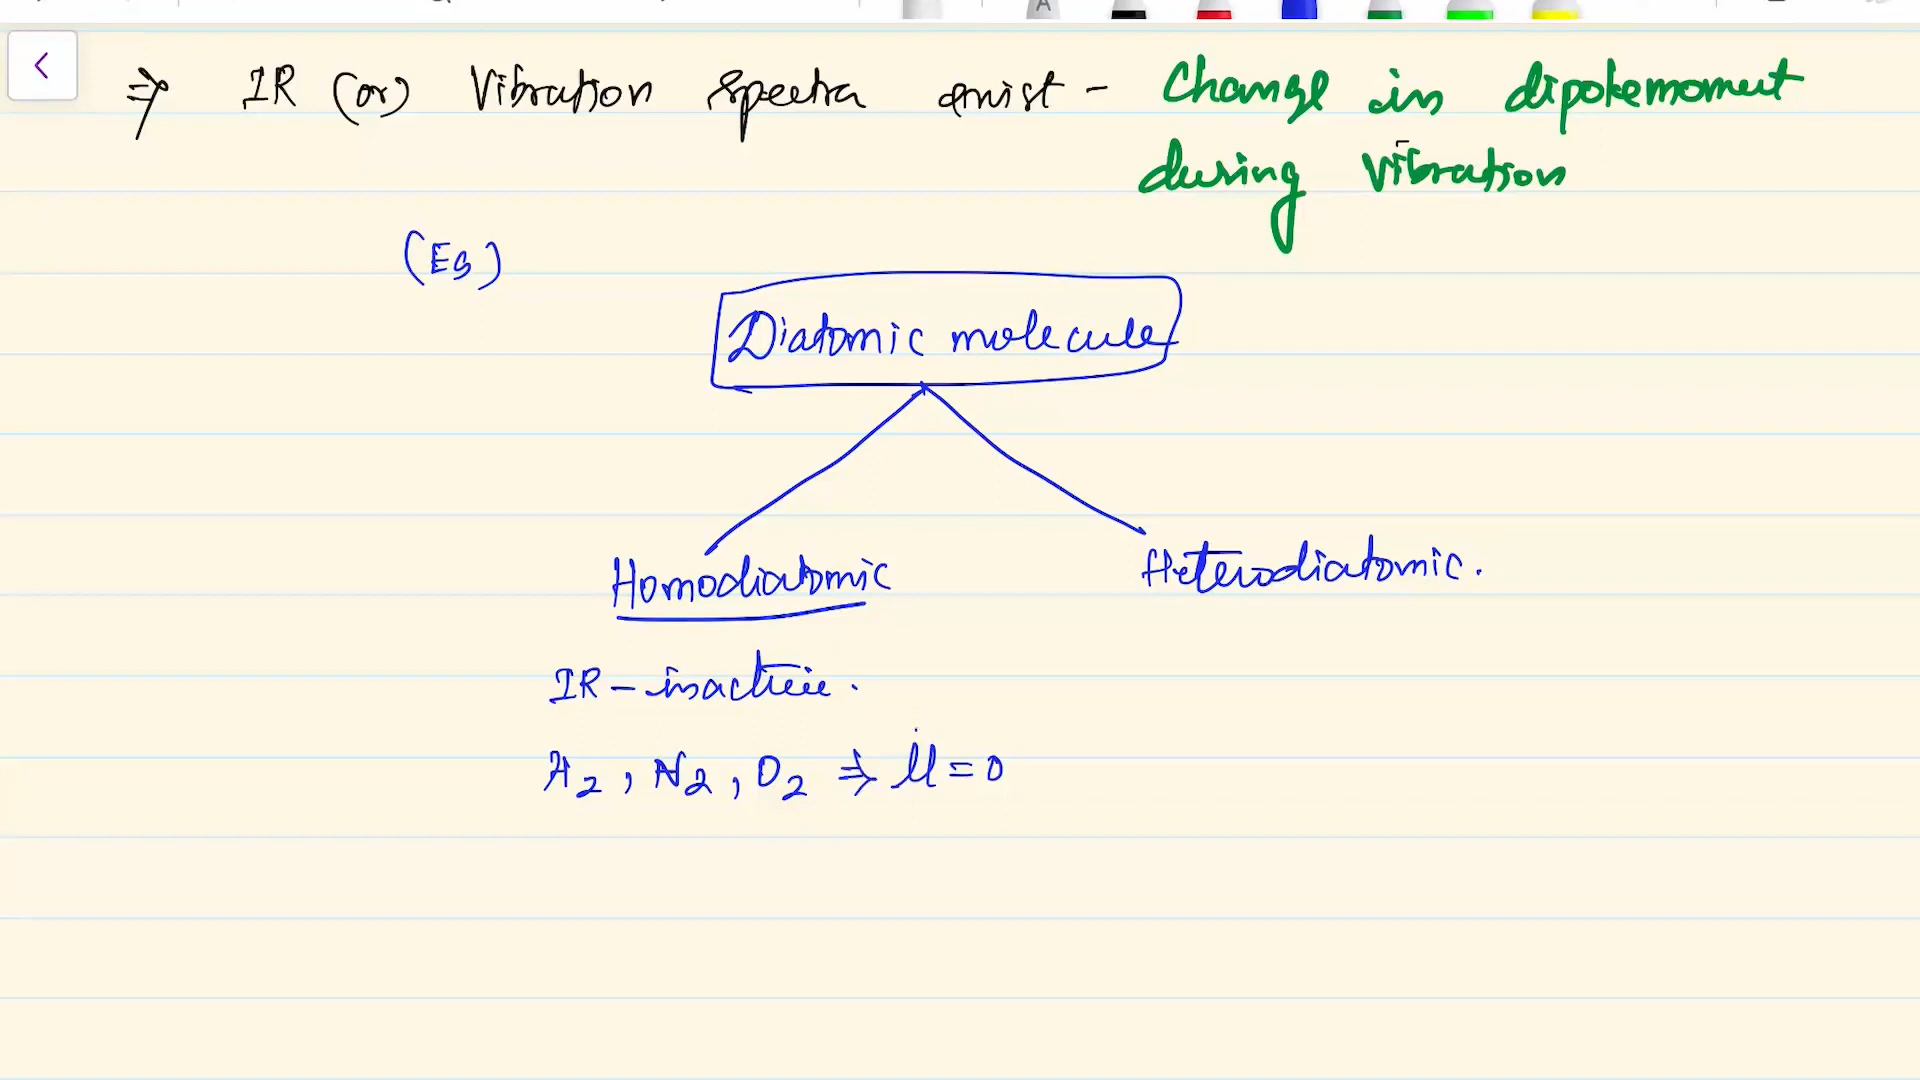 ⇒ IR (or) Vibration spectra exist - Change in dipolemoment
during vibration
(Eg)
Diatomic molecule
Homodiatomic
Heterodiatomic.
IR - inactive.
H₂, N₂, O₂ ⇒ μ = 0